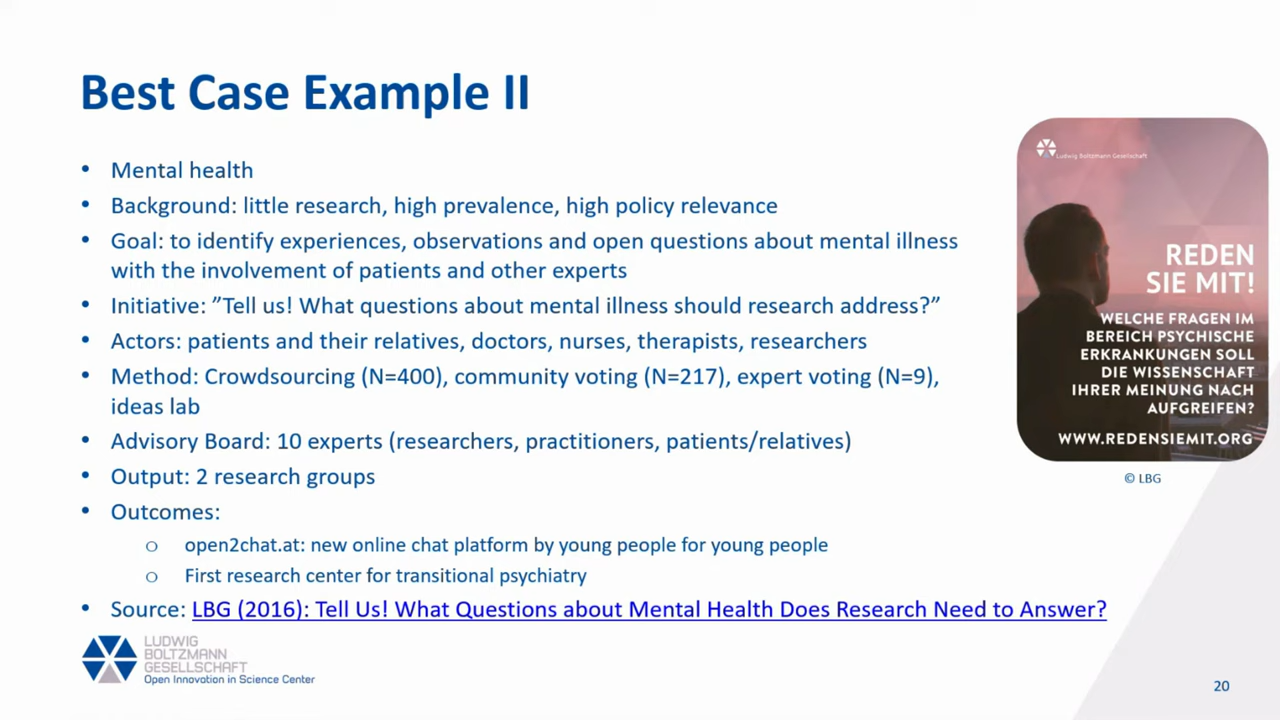 Best Case Example II
• Mental health
• Background: little research, high prevalence, high policy relevance
• Goal: to identify experiences, observations and open questions about mental illness
with the involvement of patients and other experts
• Initiative: ”Tell us! What questions about mental illness should research address?”
• Actors: patients and their relatives, doctors, nurses, therapists, researchers
• Method: Crowdsourcing (N=400), community voting (N=217), expert voting (N=9),
ideas lab
• Advisory Board: 10 experts (researchers, practitioners, patients/relatives)
• Output: 2 research groups
• Outcomes:
o open2chat.at: new online chat platform by young people for young people
o First research center for transitional psychiatry
• Source: LBG (2016): Tell Us! What Questions about Mental Health Does Research Need to Answer?
Ludwig Boltzmann Gesellschaft
REDEN
SIE MIT!
WELCHE FRAGEN IM
BEREICH PSYCHISCHE
ERKRANKUNGEN SOLL
DIE WISSENSCHAFT
IHRER MEINUNG NACH
AUFGREIFEN?
WWW.REDENSIEMIT.ORG
© LBG
LUDWIG
BOLTZMANN
GESELLSCHAFT
Open Innovation in Science Center
20